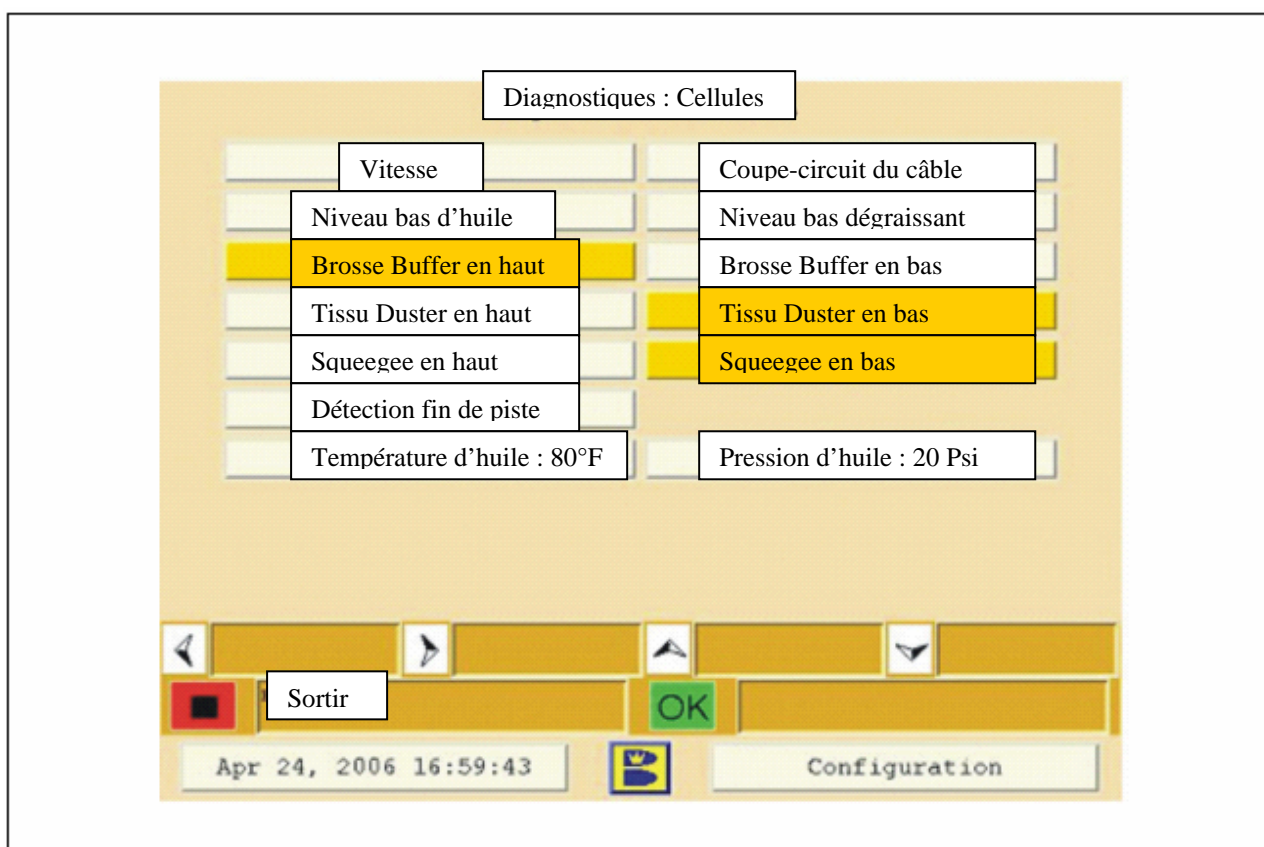 Diagnostiques : Cellules
Vitesse
Coupe-circuit du câble
Niveau bas d’huile
Niveau bas dégraissant
Brosse Buffer en haut
Brosse Buffer en bas
Tissu Duster en haut
Tissu Duster en bas
Squeegee en haut
Squeegee en bas
Détection fin de piste
Température d’huile : 80°F
Pression d’huile : 20 Psi
Sortir
OK
Apr 24, 2006 16:59:43
Configuration